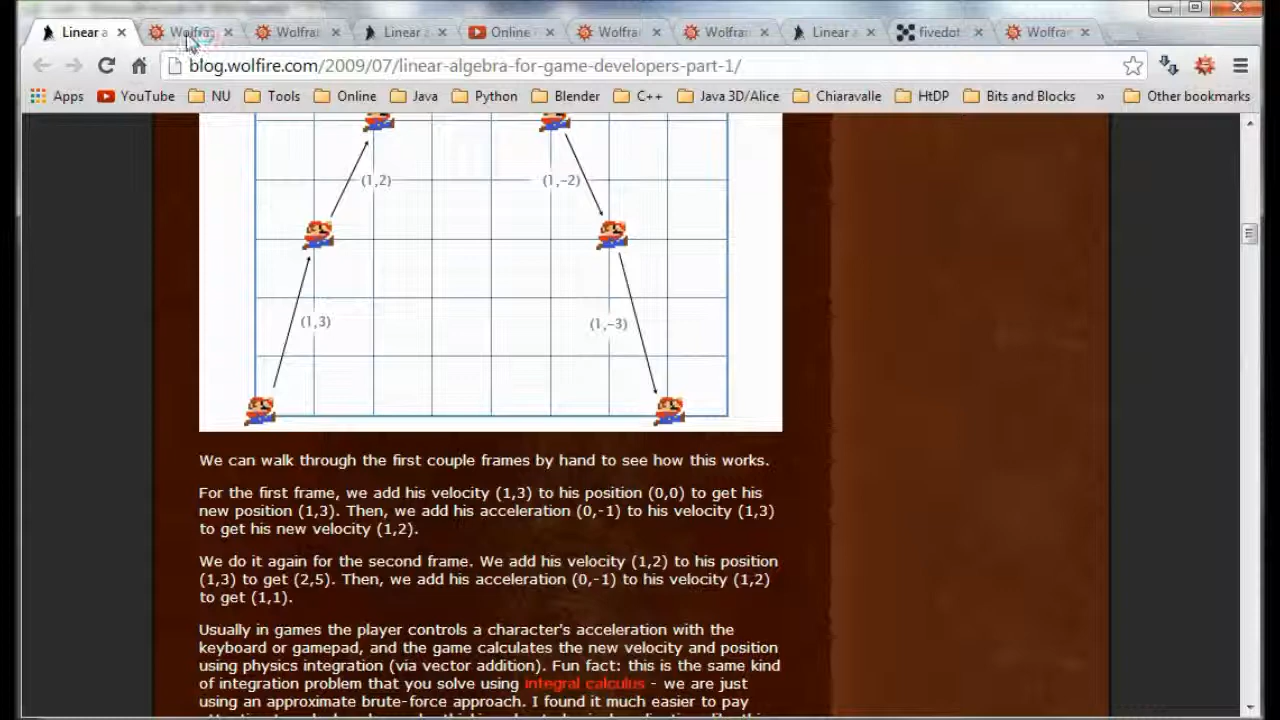 Linear a
Wolfra
Wolfra
Linear a
Online
Wolfra
Wolfra
Linear a
fivedot
Wolfra
blog.wolfire.com/2009/07/linear-algebra-for-game-developers-part-1/
Apps YouTube NU Tools Online Java Python Blender C++ Java 3D/Alice Chiaravalle HtDP Bits and Blocks » Other bookmarks
(1,2) (1,-2)
(1,3) (1,-3)
We can walk through the first couple frames by hand to see how this works.
For the first frame, we add his velocity (1,3) to his position (0,0) to get his
new position (1,3). Then, we add his acceleration (0,-1) to his velocity (1,3)
to get his new velocity (1,2).
We do it again for the second frame. We add his velocity (1,2) to his position
(1,3) to get (2,5). Then, we add his acceleration (0,-1) to his velocity (1,2)
to get (1,1).
Usually in games the player controls a character's acceleration with the
keyboard or gamepad, and the game calculates the new velocity and position
using physics integration (via vector addition). Fun fact: this is the same kind
of integration problem that you solve using integral calculus - we are just
using an approximate brute-force approach. I found it much easier to pay